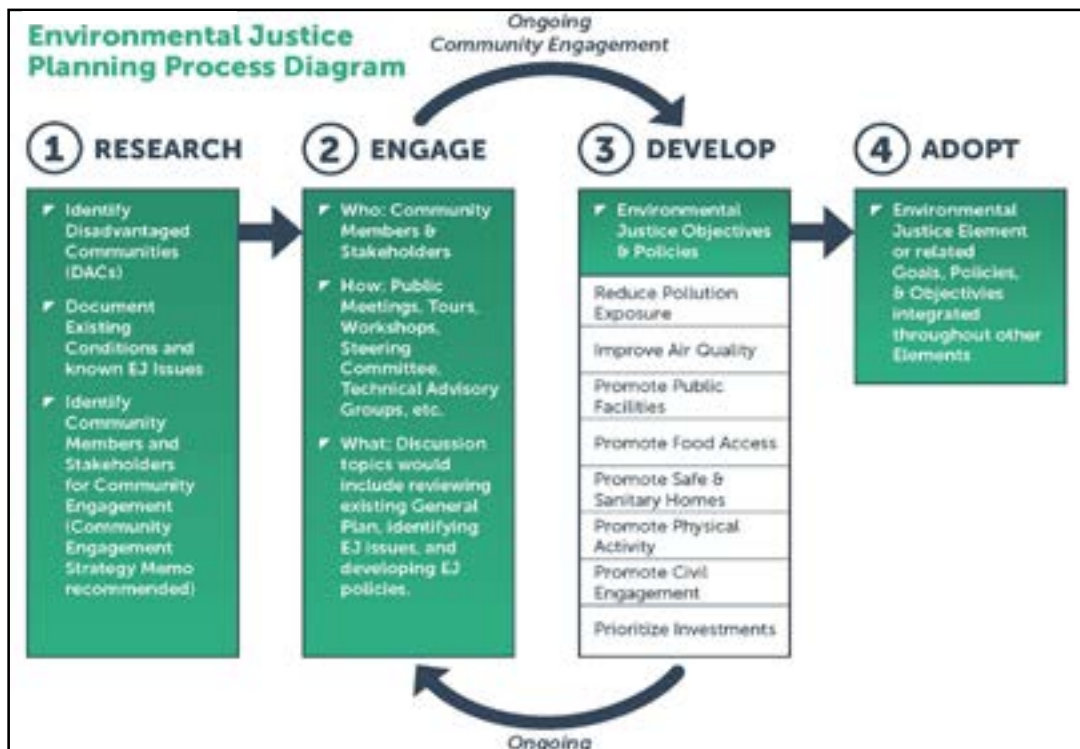 Environmental Justice
Planning Process Diagram
Ongoing
Community Engagement
1 RESEARCH
Identify
Disadvantaged
Communities
(DACs)
Document
Existing
Conditions and
known EJ Issues
Identify
Community
Members and
Stakeholders
for Community
Engagement
(Community
Engagement
Strategy Memo
recommended)
2 ENGAGE
Who: Community
Members &
Stakeholders
How: Public
Meetings, Tours,
Workshops,
Steering
Committee,
Technical Advisory
Groups, etc.
What: Discussion
topics would
include reviewing
existing General
Plan, identifying
EJ issues, and
developing EJ
policies.
3 DEVELOP
Environmental
Justice Objectives
& Policies
Reduce Pollution
Exposure
Improve Air Quality
Promote Public
Facilities
Promote Food Access
Promote Safe &
Sanitary Homes
Promote Physical
Activity
Promote Civil
Engagement
Prioritize Investments
4 ADOPT
Environmental
Justice Element
or related
Goals, Policies,
& Objectivies
integrated
throughout other
Elements
Ongoing